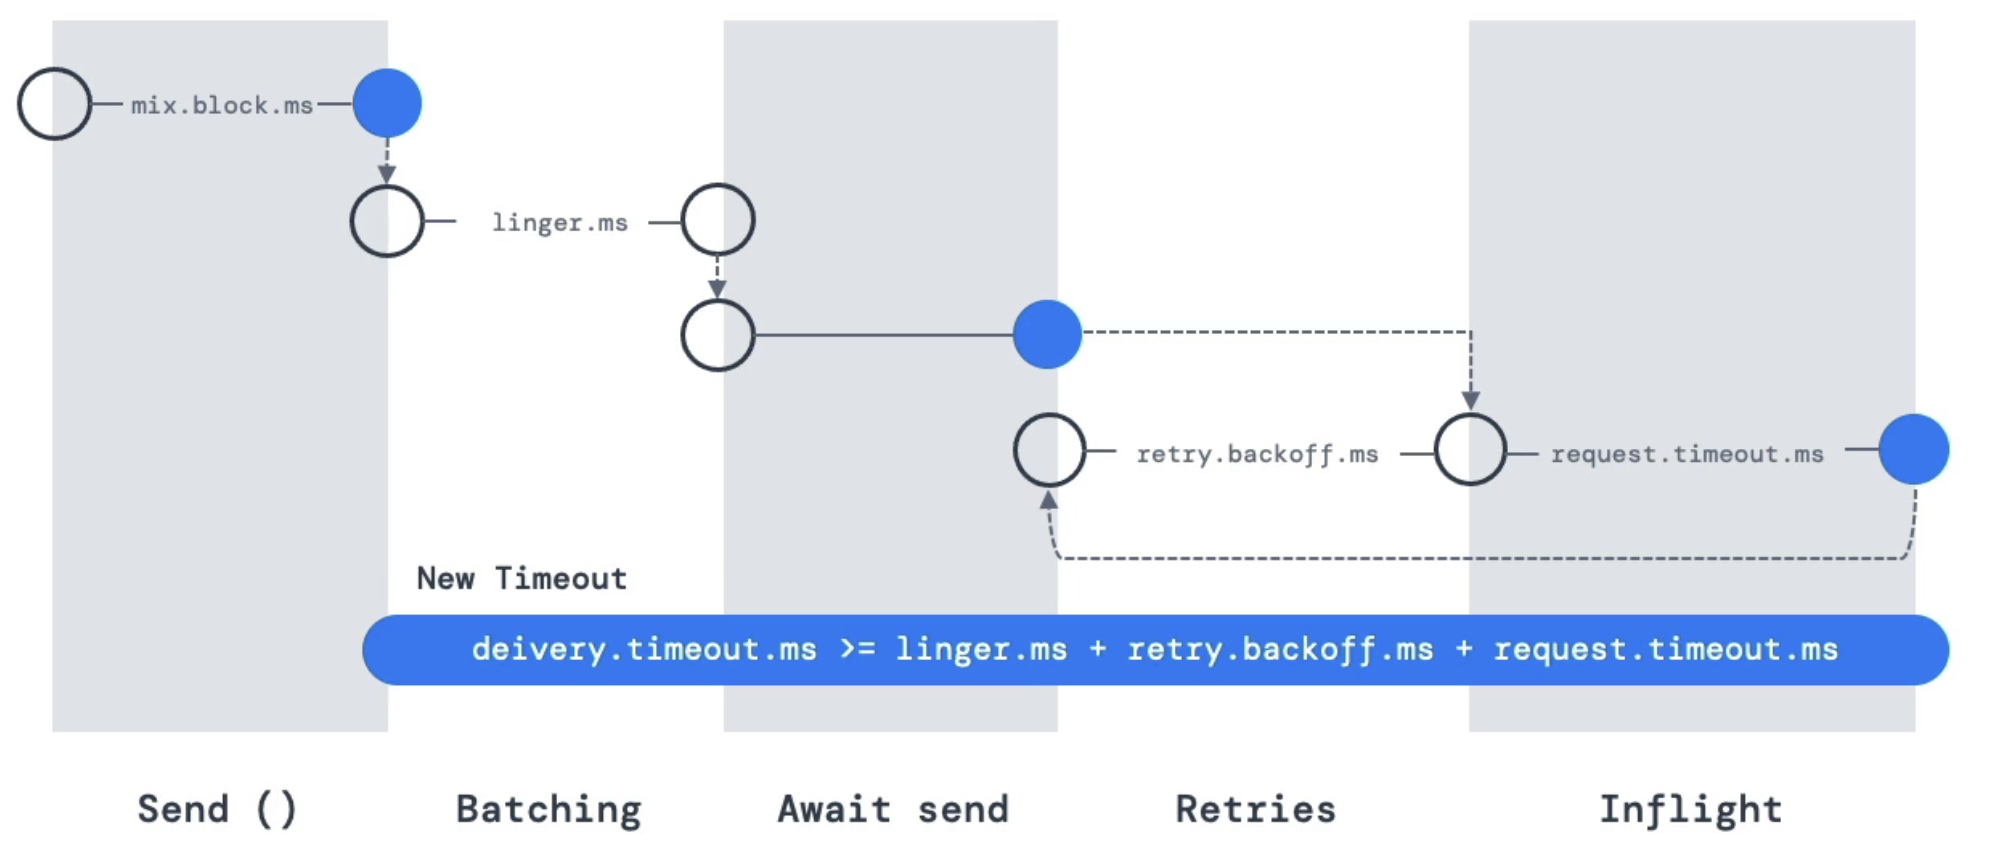 mix.block.ms
linger.ms
retry.backoff.ms
request.timeout.ms
New Timeout
deivery.timeout.ms >= linger.ms + retry.backoff.ms + request.timeout.ms
Send () Batching Await send Retries Inflight